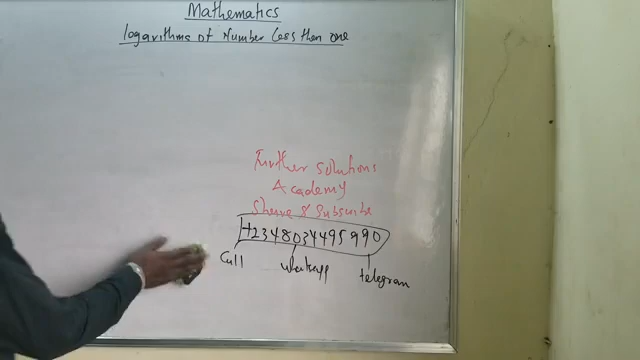 Mathematics
Logarithms of Number Less than one
Further Solutions
Academy
Share & Subscribe
+2348034495990
Call
whatsapp
telegram